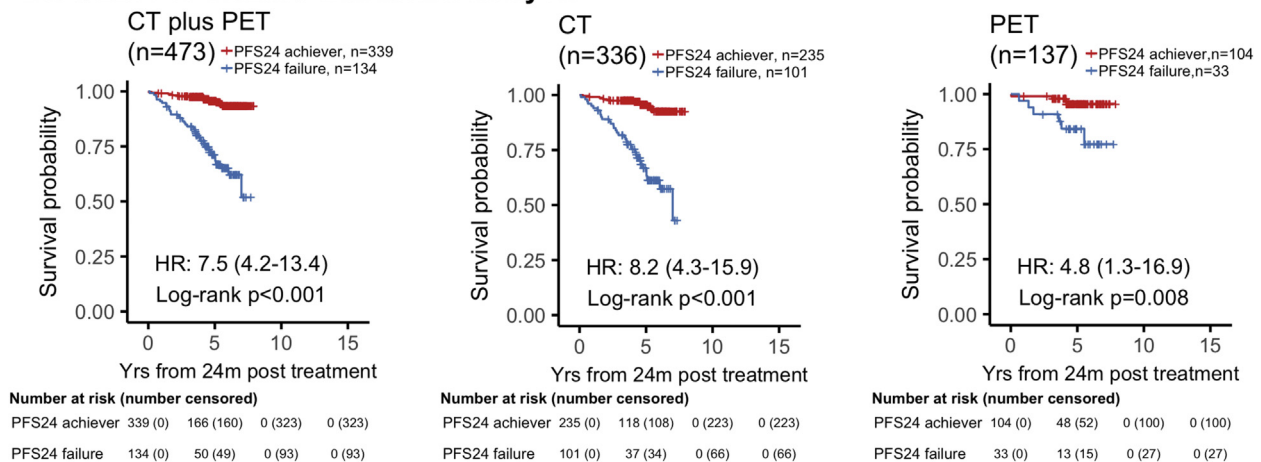 CT plus PET
(n=473)
PFS24 achiever, n=339
PFS24 failure, n=134
1.00
0.75
0.50
0.25
0.00
Survival probability
HR: 7.5 (4.2-13.4)
Log-rank p<0.001
0 5 10 15
Yrs from 24m post treatment
Number at risk (number censored)
PFS24 achiever 339 (0) 166 (160) 0 (323) 0 (323)
PFS24 failure 134 (0) 50 (49) 0 (93) 0 (93)
CT
(n=336)
PFS24 achiever, n=235
PFS24 failure, n=101
1.00
0.75
0.50
0.25
0.00
Survival probability
HR: 8.2 (4.3-15.9)
Log-rank p<0.001
0 5 10 15
Yrs from 24m post treatment
Number at risk (number censored)
PFS24 achiever 235 (0) 118 (108) 0 (223) 0 (223)
PFS24 failure 101 (0) 37 (34) 0 (66) 0 (66)
PET
(n=137)
PFS24 achiever,n=104
PFS24 failure,n=33
1.00
0.75
0.50
0.25
0.00
Survival probability
HR: 4.8 (1.3-16.9)
Log-rank p=0.008
0 5 10 15
Yrs from 24m post treatment
Number at risk (number censored)
PFS24 achiever 104 (0) 48 (52) 0 (100) 0 (100)
PFS24 failure 33 (0) 13 (15) 0 (27) 0 (27)